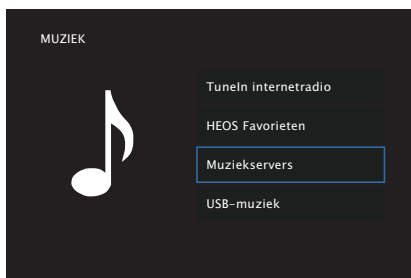 MUZIEK
TuneIn internetradio
HEOS Favorieten
Muziekservers
USB-muziek